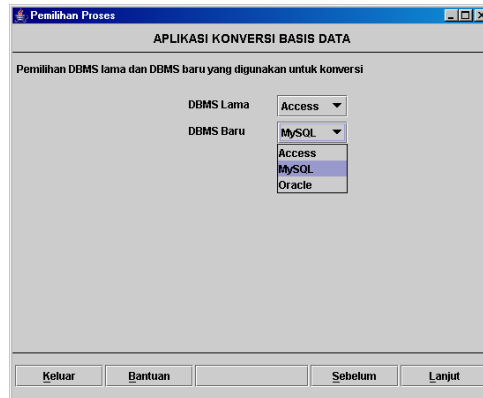 Pemilihan Proses
APLIKASI KONVERSI BASIS DATA
Pemilihan DBMS lama dan DBMS baru yang digunakan untuk konversi
DBMS Lama Access
DBMS Baru MySQL
Access
MySQL
Oracle
Keluar Bantuan Sebelum Lanjut